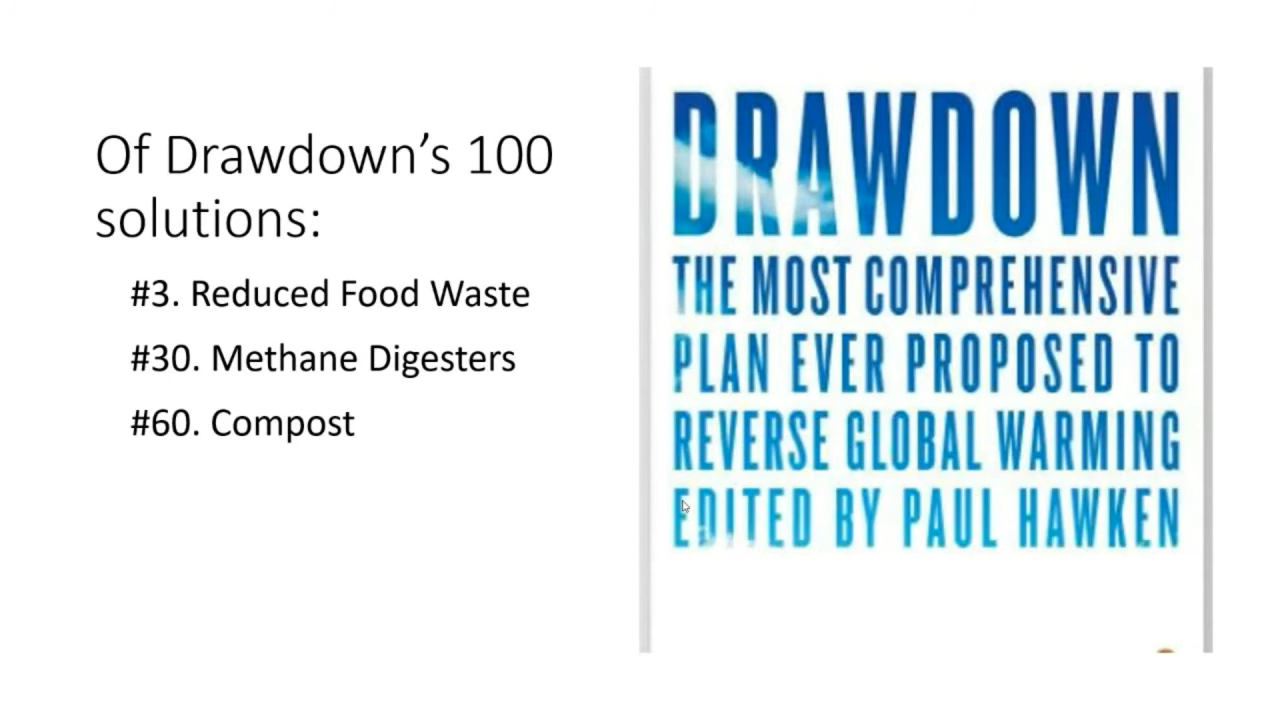 Of Drawdown’s 100
solutions:
#3. Reduced Food Waste
#30. Methane Digesters
#60. Compost
DRAWDOWN
THE MOST COMPREHENSIVE
PLAN EVER PROPOSED TO
REVERSE GLOBAL WARMING
EDITED BY PAUL HAWKEN